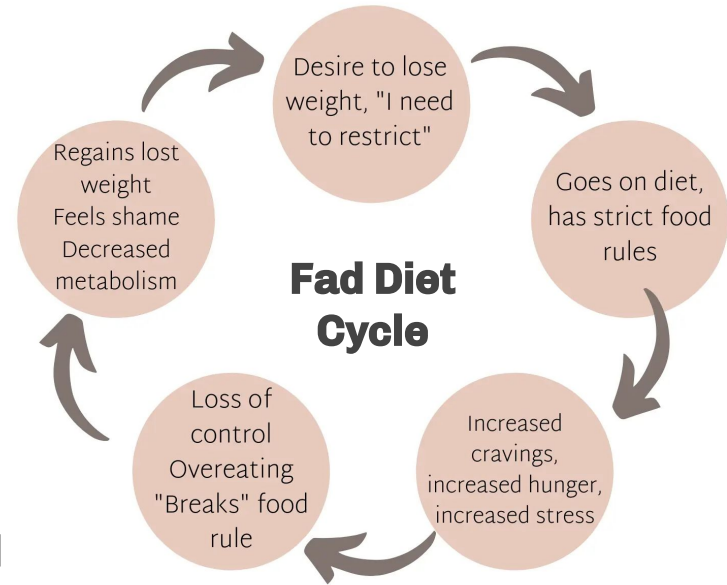 Desire to lose
weight, "I need
to restrict"
Goes on diet,
has strict food
rules
Increased
cravings,
increased hunger,
increased stress
Loss of
control
Overeating
"Breaks" food
rule
Regains lost
weight
Feels shame
Decreased
metabolism
Fad Diet
Cycle